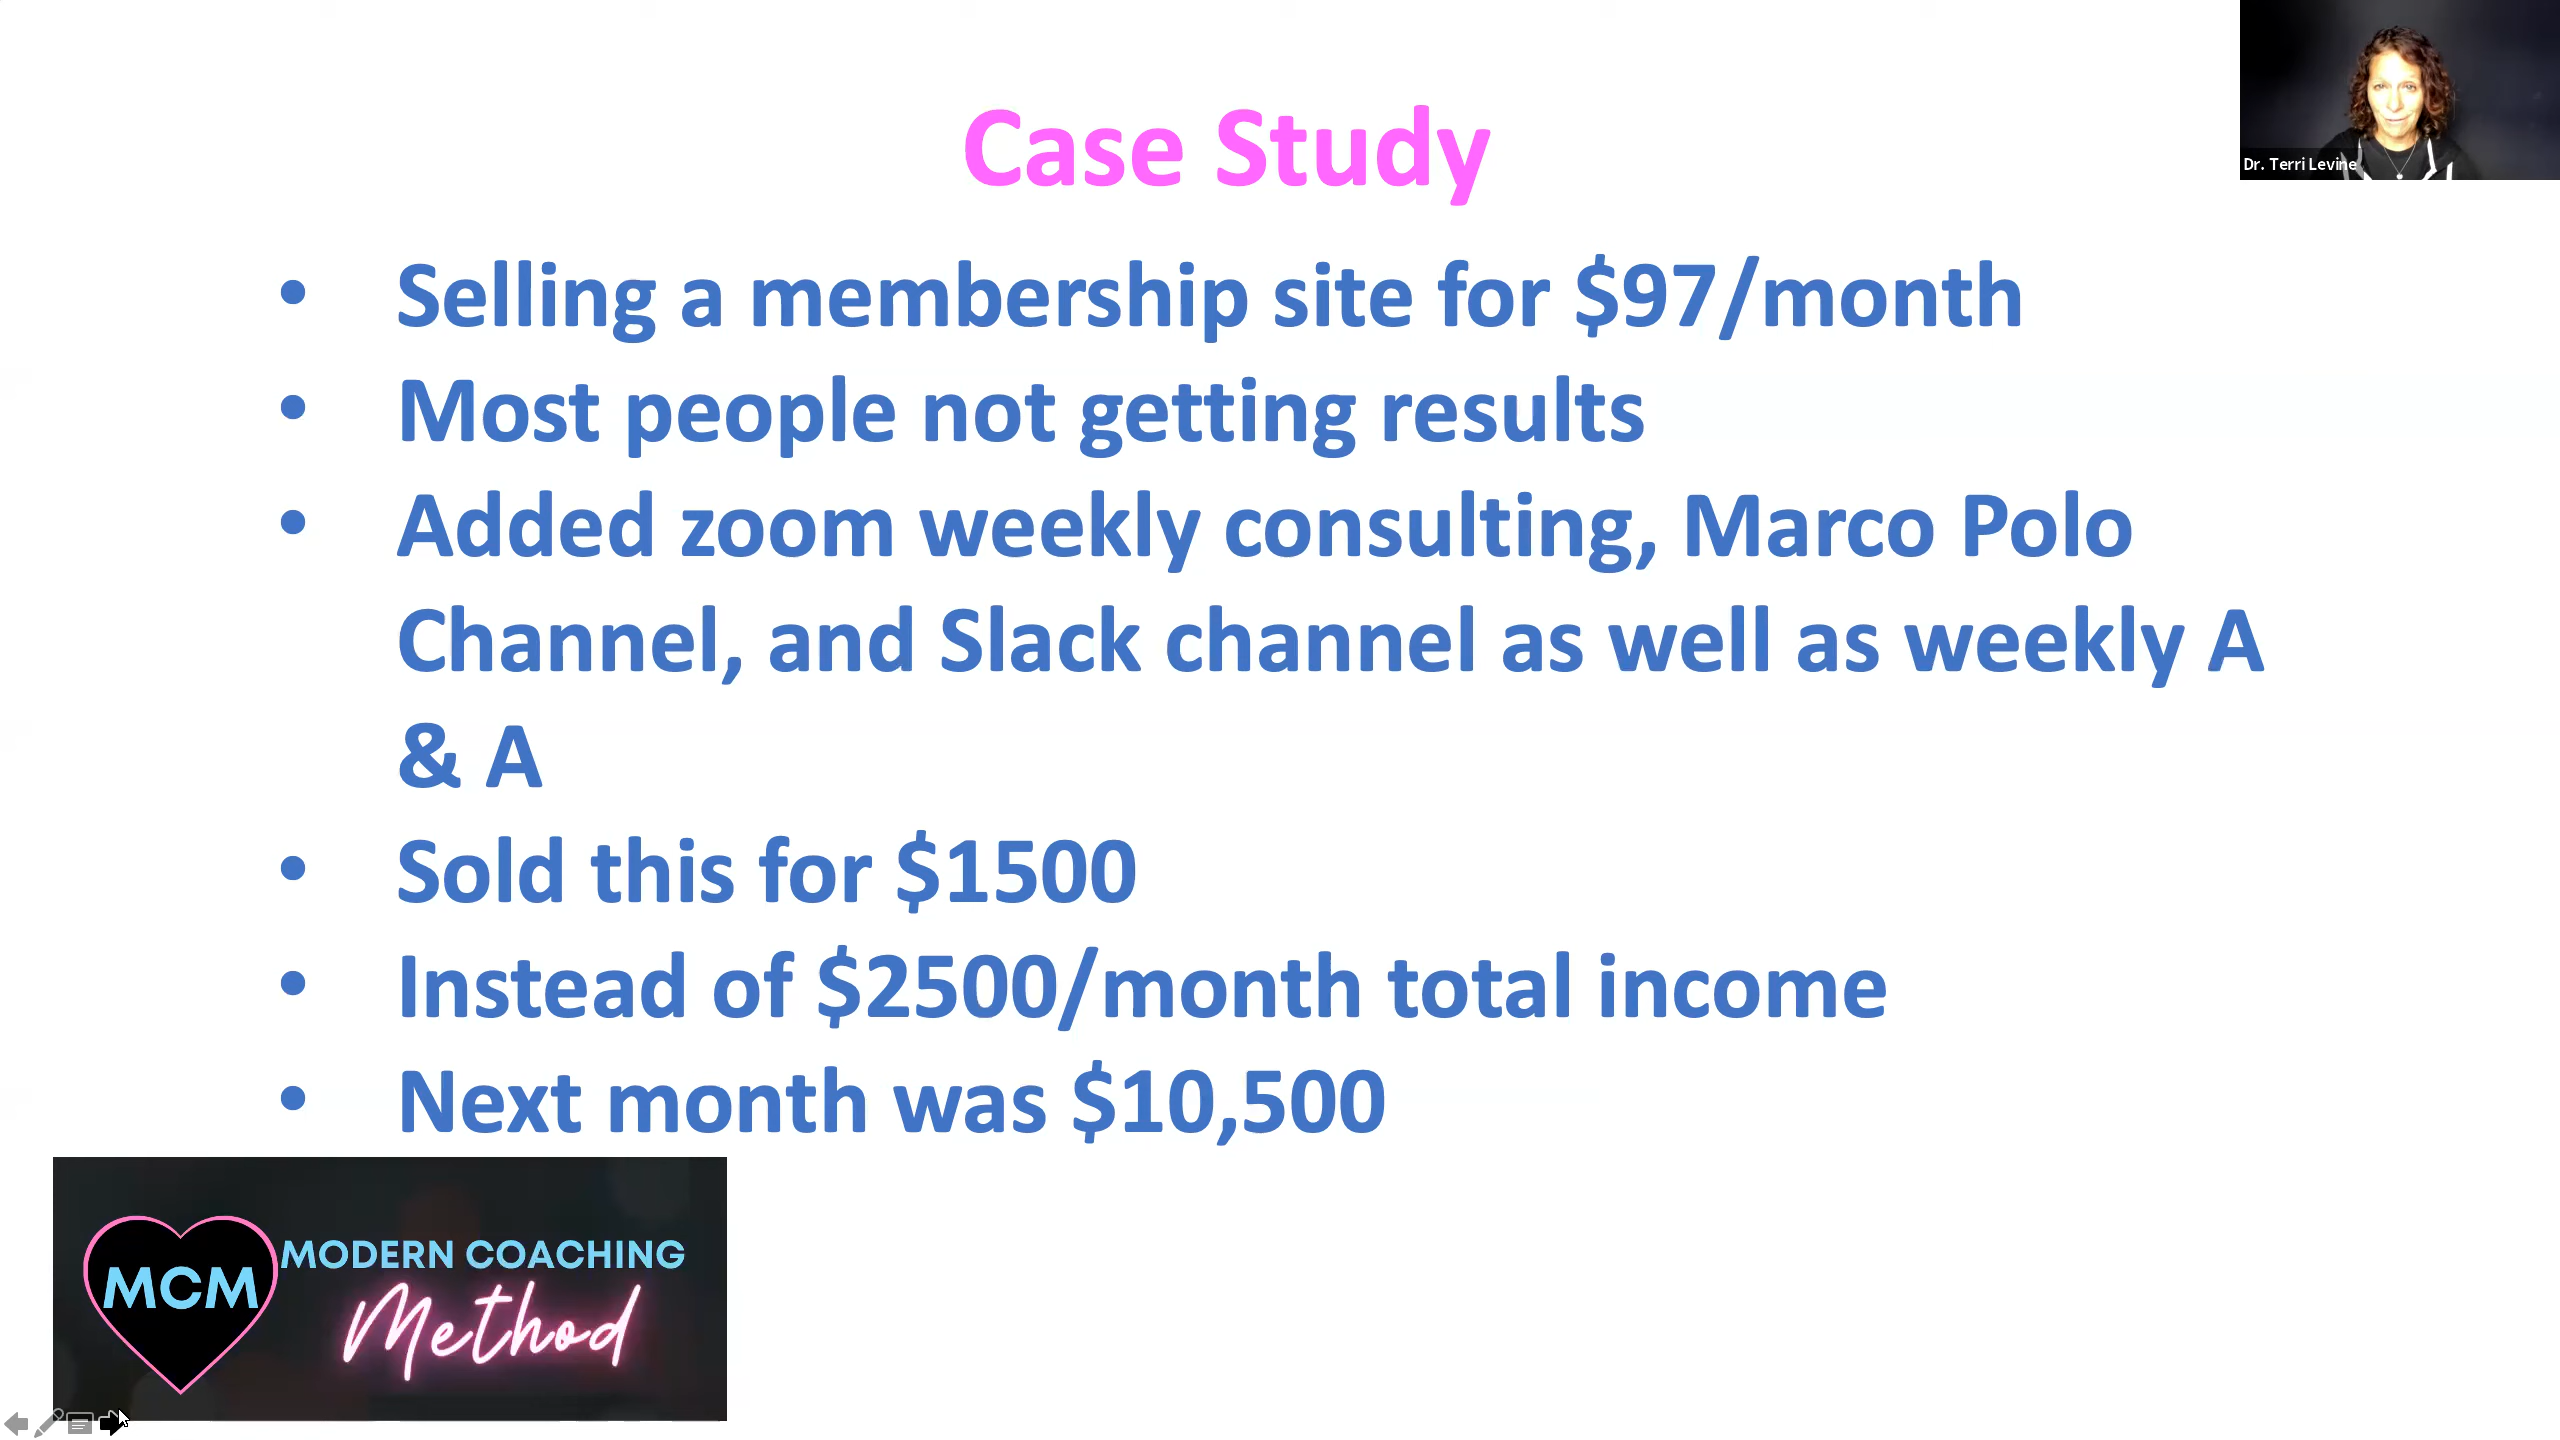 Case Study
Dr. Terri Levine
• Selling a membership site for $97/month
• Most people not getting results
• Added zoom weekly consulting, Marco Polo
Channel, and Slack channel as well as weekly A
& A
• Sold this for $1500
• Instead of $2500/month total income
• Next month was $10,500
MCM
MODERN COACHING
Method